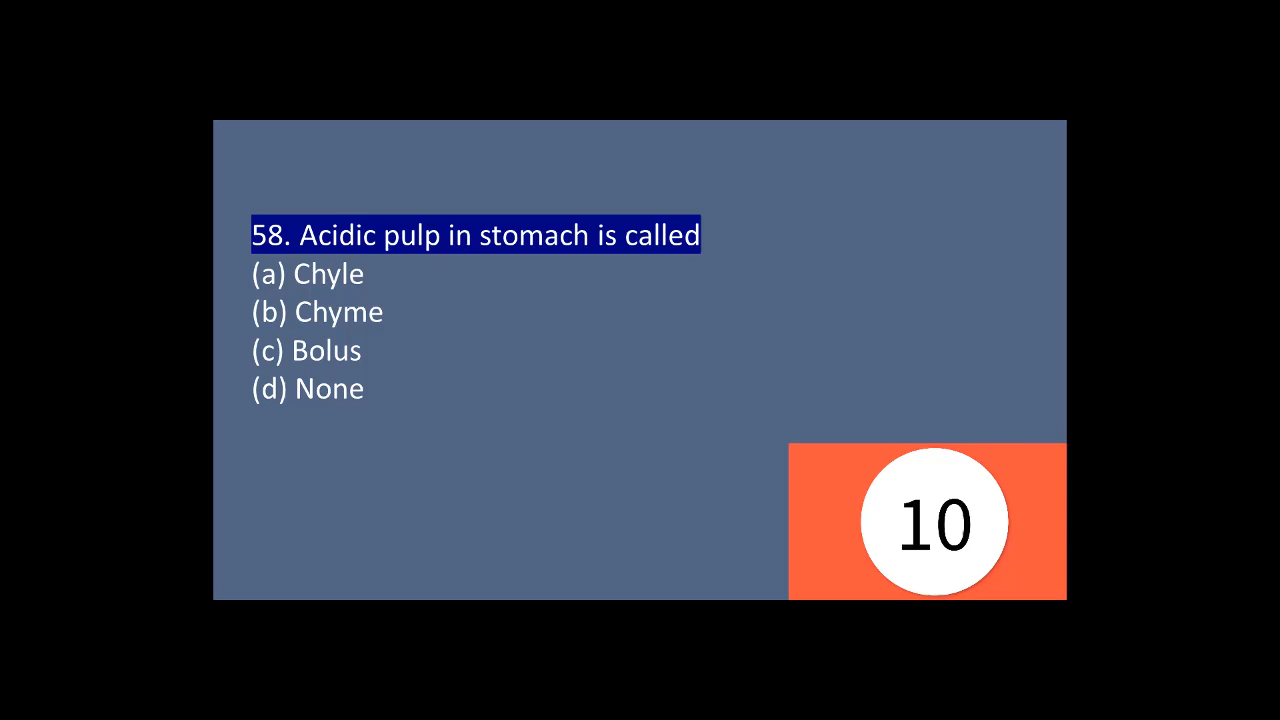 58. Acidic pulp in stomach is called
(a) Chyle
(b) Chyme
(c) Bolus
(d) None
10